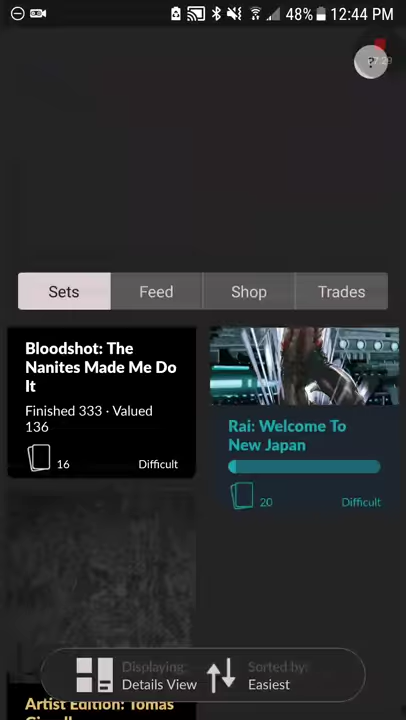 48% 12:44 PM
?
Sets Feed Shop Trades
Bloodshot: The
Nanites Made Me Do
It
Finished 333 · Valued
136
16 Difficult
Rai: Welcome To
New Japan
20 Difficult
Displaying:
Details View
Sorted by:
Easiest
Artist Edition: Tomas